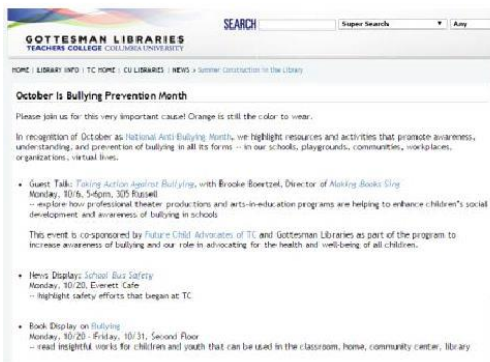 SEARCH Super Search Any
GOTTESMAN LIBRARIES
TEACHERS COLLEGE COLUMBIA UNIVERSITY
HOME | LIBRARY INFO | TC HOME | CU LIBRARIES | NEWS » Summer Construction in the Library
October Is Bullying Prevention Month
Please join us for this very important cause! Orange is still the color to wear.
In recognition of October as National Anti-Bullying Month, we highlight resources and activities that promote awareness,
understanding, and prevention of bullying in all its forms -- in our schools, playgrounds, communities, workplaces,
organizations, virtual lives.
• Guest Talk: Taking Action Against Bullying, with Brooke Boertzel, Director of Making Books Sing
Monday, 10/6, 5-6pm, 305 Russell
-- explore how professional theater productions and arts-in-education programs are helping to enhance children's social
development and awareness of bullying in schools
This event is co-sponsored by Future Child Advocates of TC and Gottesman Libraries as part of the program to
increase awareness of bullying and our role in advocating for the health and well-being of all children.
• News Display: School Bus Safety
Monday, 10/20, Everett Cafe
-- highlight safety efforts that began at TC
• Book Display on Bullying
Monday, 10/20 - Friday, 10/31, Second Floor
-- read insightful works for children and youth that can be used in the classroom, home, community center, library